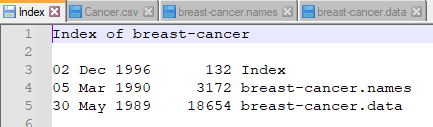 Index Cancer.csv breast-cancer.names breast-cancer.data
1 Index of breast-cancer
2
3 02 Dec 1996 132 Index
4 05 Mar 1990 3172 breast-cancer.names
5 30 May 1989 18654 breast-cancer.data